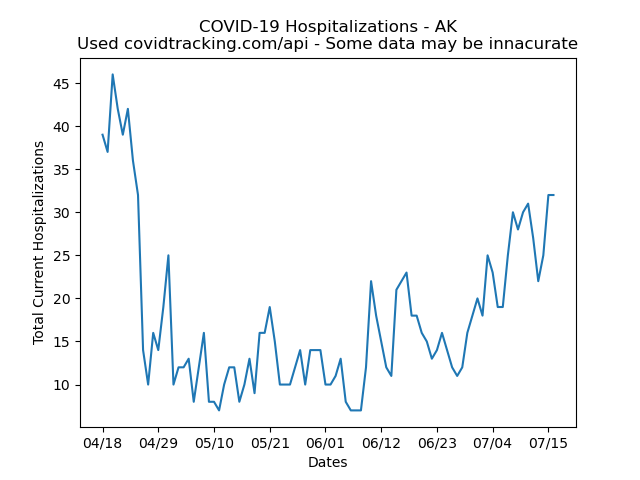 COVID-19 Hospitalizations - AK
Used covidtracking.com/api - Some data may be innacurate
Total Current Hospitalizations
45
40
35
30
25
20
15
10
04/18 04/29 05/10 05/21 06/01 06/12 06/23 07/04 07/15
Dates